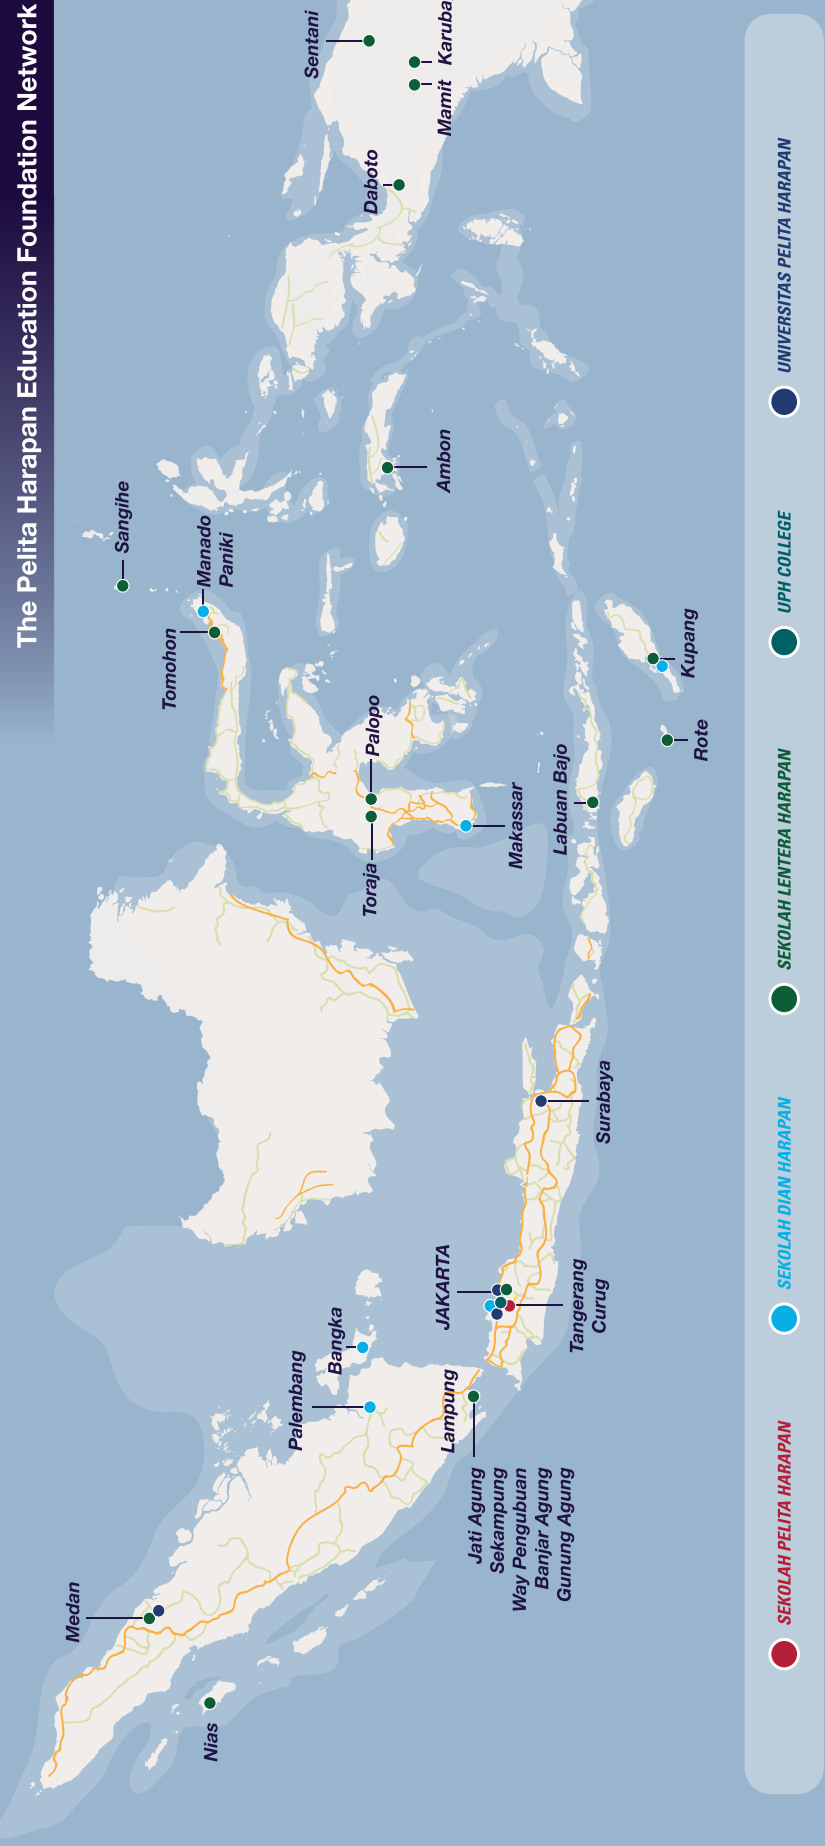 The Pelita Harapan Education Foundation Network
Medan
Nias
Palembang
Bangka
Lampung
Jati Agung
Sekampung
Way Pengubuan
Banjar Agung
Gunung Agung
JAKARTA
Tangerang
Curug
Surabaya
Toraja
Palopo
Makassar
Labuan Bajo
Tomohon
Manado
Paniki
Sangihe
Rote
Kupang
Ambon
Daboto
Sentani
Mamit
Karuba
SEKOLAH PELITA HARAPAN
SEKOLAH DIAN HARAPAN
SEKOLAH LENTERA HARAPAN
UPH COLLEGE
UNIVERSITAS PELITA HARAPAN